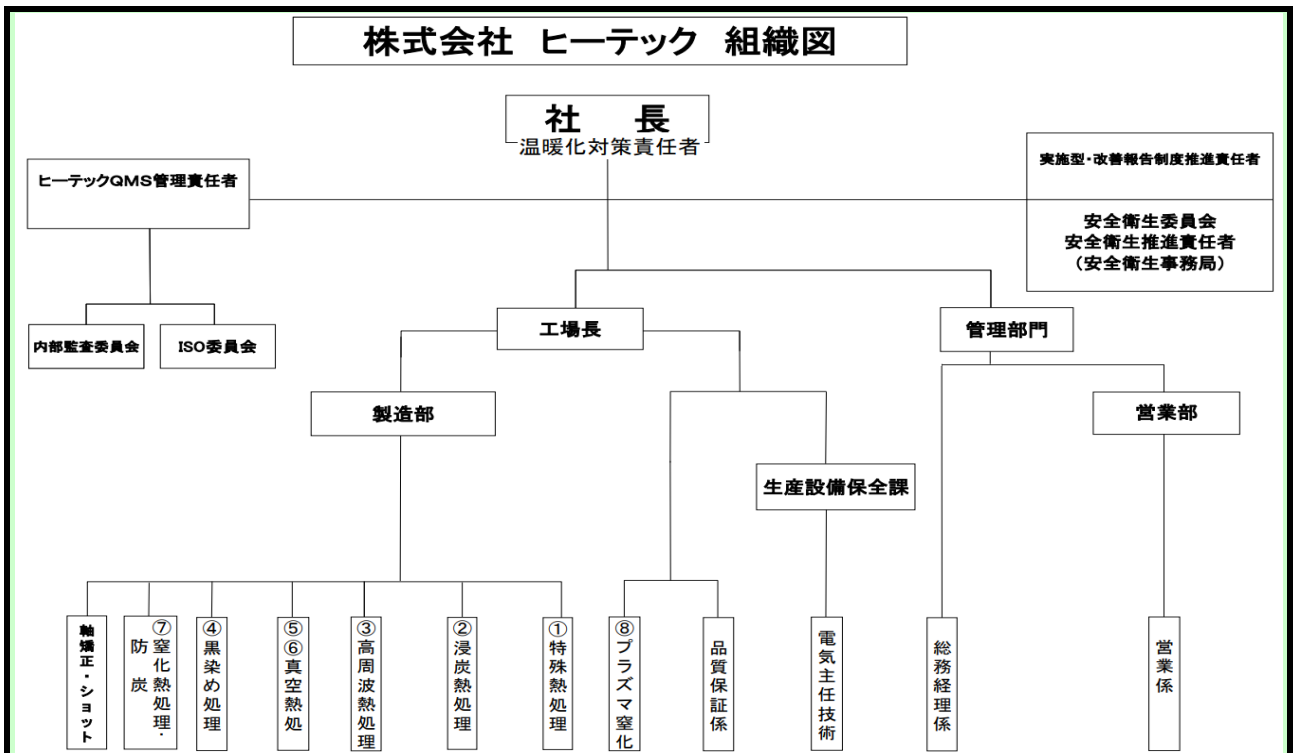 株式会社 ヒーテック 組織図
社 長
温暖化対策責任者
ヒーテックQMS管理責任者
実施型・改善報告制度推進責任者
安全衛生委員会
安全衛生推進責任者
（安全衛生事務局）
内部監査委員会
ISO委員会
工場長
管理部門
製造部
営業部
生産設備保全課
軸矯正・ショット
⑦窒化熱処理・
防 炭
④黒染め処理
⑤⑥真空熱処
③高周波熱処理
②浸炭熱処理
①特殊熱処理
⑧プラズマ窒化
品質保証係
電気主任技術
総務経理係
営業係